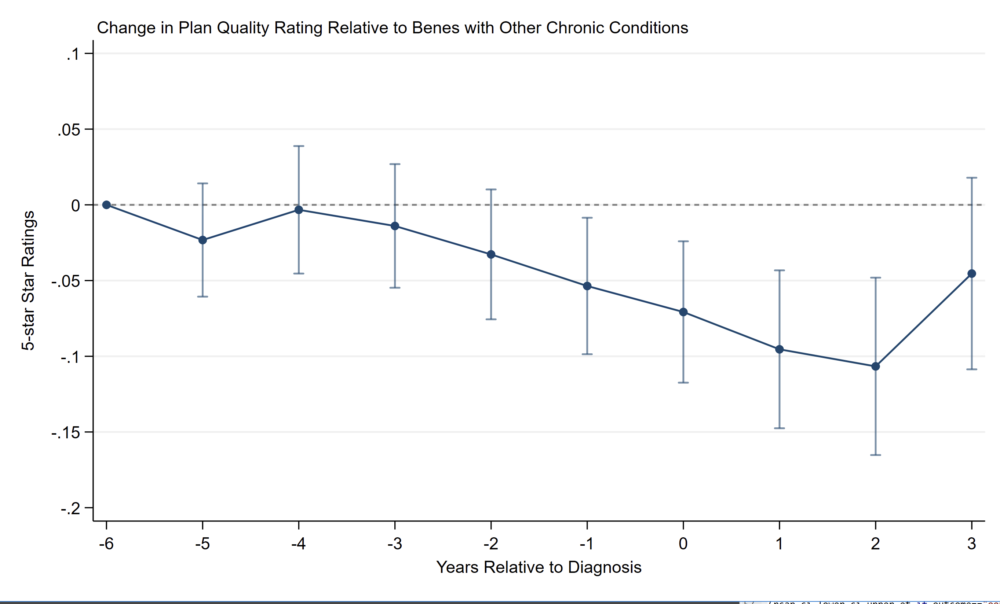 Change in Plan Quality Rating Relative to Benes with Other Chronic Conditions
5-star Star Ratings
.1
.05
0
-.05
-.1
-.15
-.2
-6 -5 -4 -3 -2 -1 0 1 2 3
Years Relative to Diagnosis